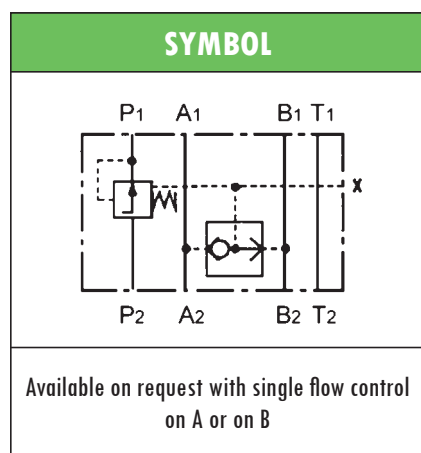 SYMBOL
P1 A1 B1 T1
x
P2 A2 B2 T2
Available on request with single flow control
on A or on B